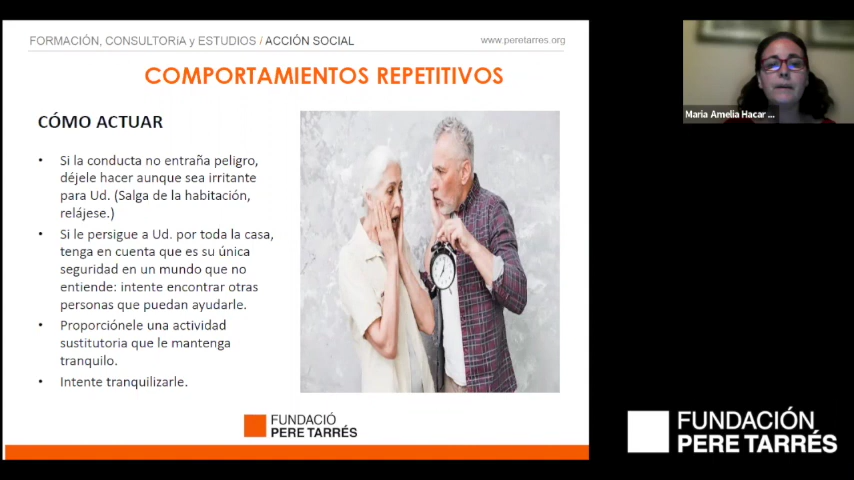 FORMACIÓN, CONSULTORíA y ESTUDIOS / ACCIÓN SOCIAL
www.peretarres.org
COMPORTAMIENTOS REPETITIVOS
CÓMO ACTUAR
• Si la conducta no entraña peligro,
déjele hacer aunque sea irritante
para Ud. (Salga de la habitación,
relájese.)
• Si le persigue a Ud. por toda la casa,
tenga en cuenta que es su única
seguridad en un mundo que no
entiende: intente encontrar otras
personas que puedan ayudarle.
• Proporciónele una actividad
sustitutoria que le mantenga
tranquilo.
• Intente tranquilizarle.
FUNDACIÓ
PERE TARRÉS
Maria Amelia Hacar ...
FUNDACIÓN
PERE TARRÉS